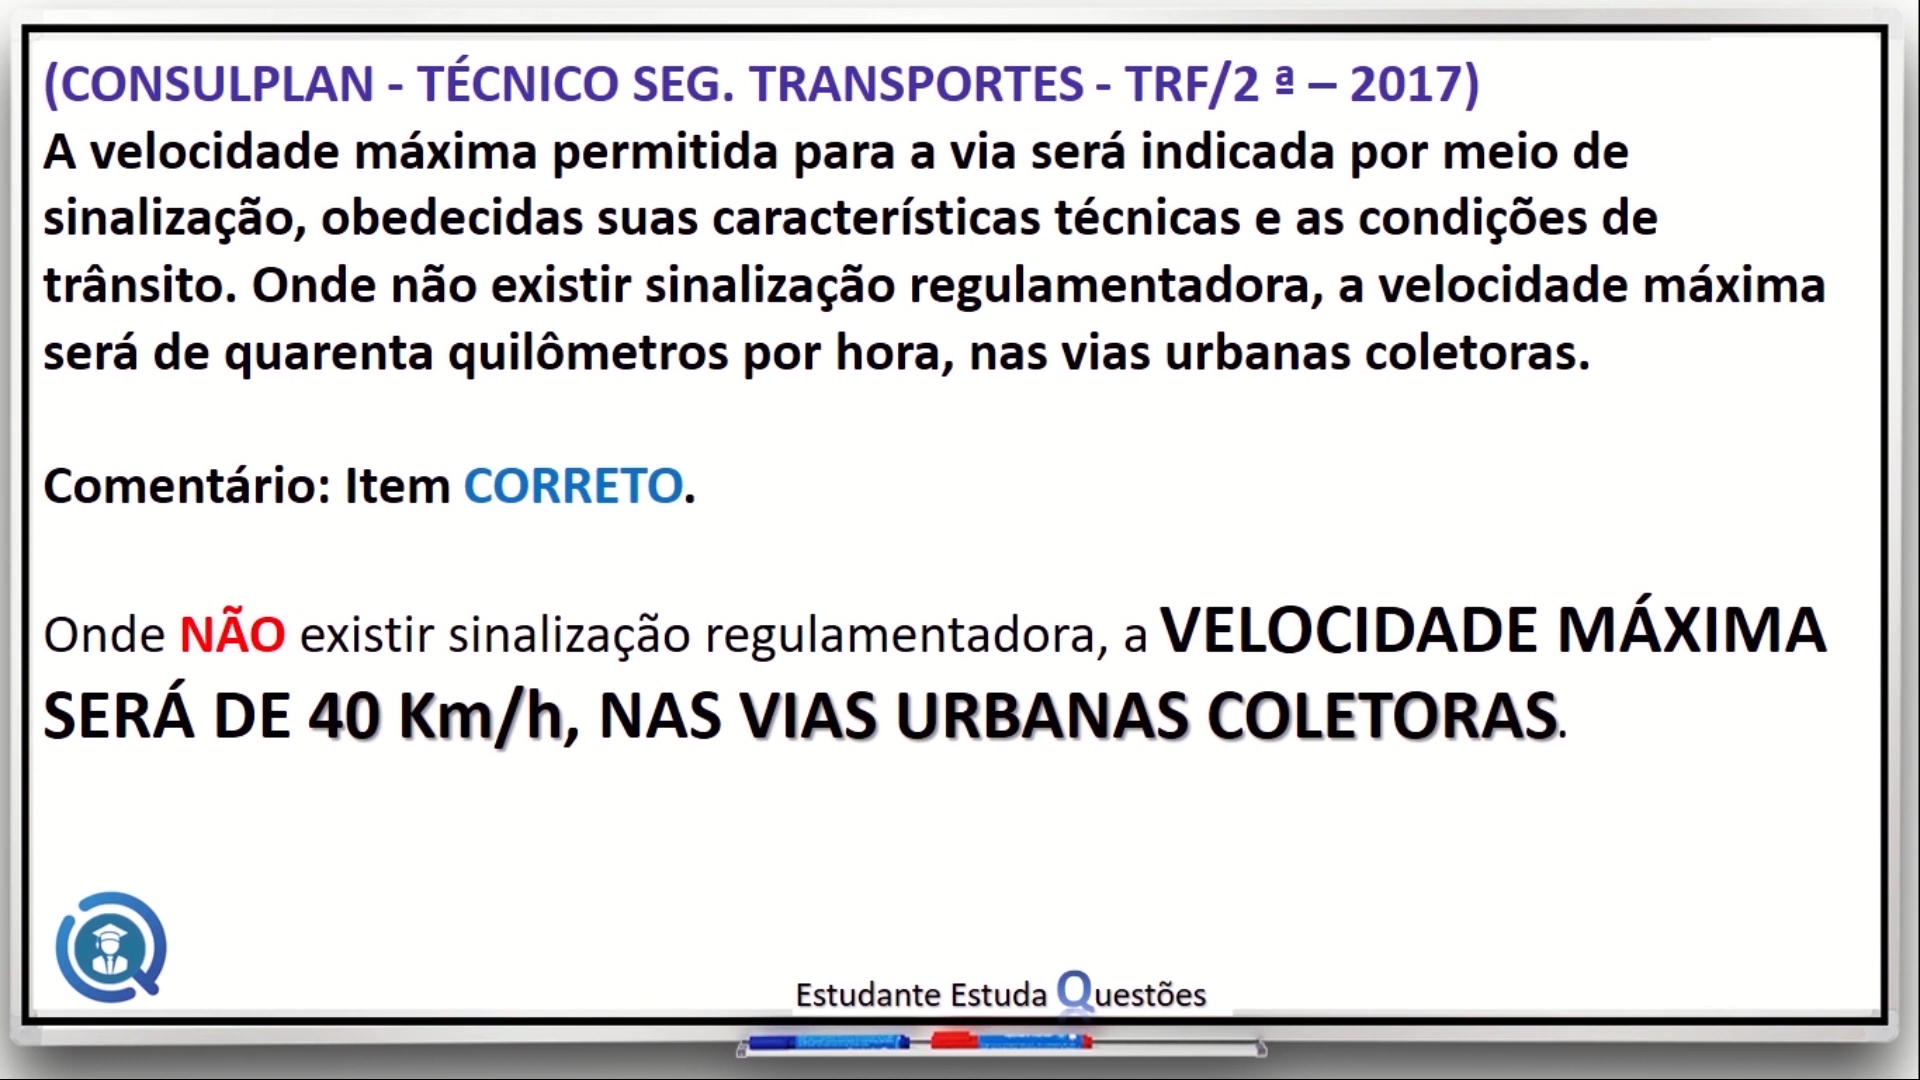 (CONSULPLAN - TÉCNICO SEG. TRANSPORTES - TRF/2 ª – 2017)
A velocidade máxima permitida para a via será indicada por meio de
sinalização, obedecidas suas características técnicas e as condições de
trânsito. Onde não existir sinalização regulamentadora, a velocidade máxima
será de quarenta quilômetros por hora, nas vias urbanas coletoras.
Comentário: Item CORRETO.
Onde NÃO existir sinalização regulamentadora, a VELOCIDADE MÁXIMA
SERÁ DE 40 Km/h, NAS VIAS URBANAS COLETORAS.
Estudante Estuda Questões